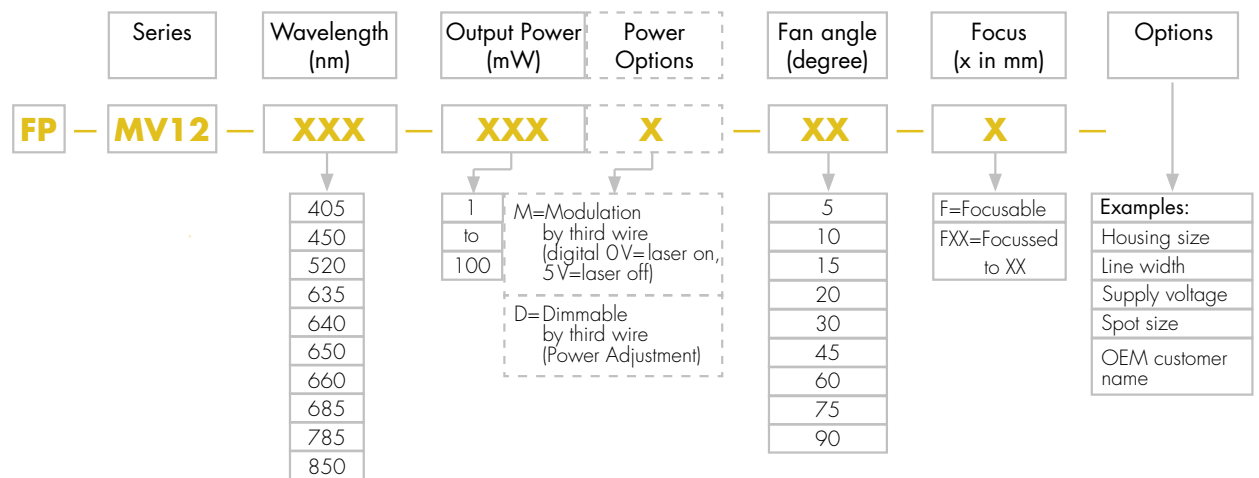 Series
Wavelength
(nm)
Output Power
(mW)
Power
Options
Fan angle
(degree)
Focus
(x in mm)
Options
FP – MV12 – XXX – XXX X – XX – X –
405
450
520
635
640
650
660
685
785
850
1
to
100
M=Modulation
by third wire
(digital 0V=laser on,
5V=laser off)
D=Dimmable
by third wire
(Power Adjustment)
5
10
15
20
30
45
60
75
90
F=Focusable
FXX=Focussed
to XX
Examples:
Housing size
Line width
Supply voltage
Spot size
OEM customer
name